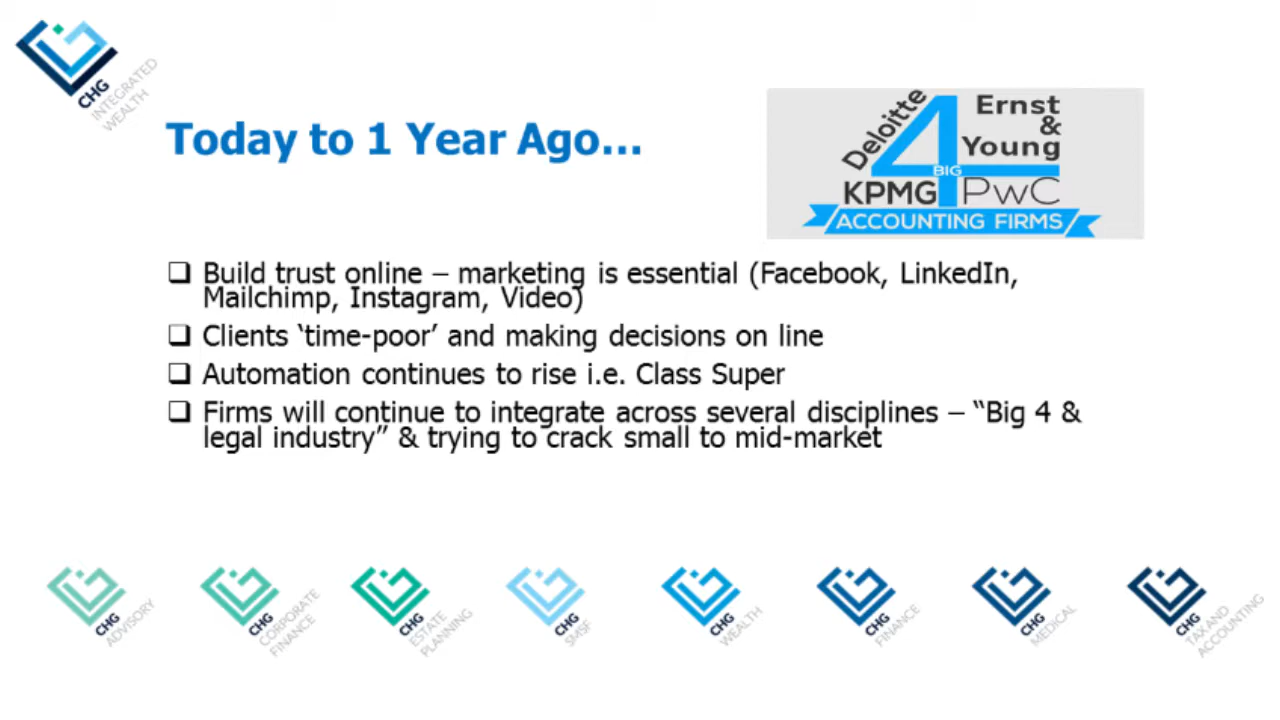 CHG
INTEGRATED
WEALTH
Today to 1 Year Ago...
Deloitte
Ernst
&
Young
4
BIG
KPMG
PwC
ACCOUNTING FIRMS
❑ Build trust online – marketing is essential (Facebook, LinkedIn,
Mailchimp, Instagram, Video)
❑ Clients ‘time-poor’ and making decisions on line
❑ Automation continues to rise i.e. Class Super
❑ Firms will continue to integrate across several disciplines – “Big 4 &
legal industry” & trying to crack small to mid-market
CHG
ADVISORY
CHG
CORPORATE
FINANCE
CHG
ESTATE
PLANNING
CHG
SMSF
CHG
WEALTH
CHG
FINANCE
CHG
MEDICAL
CHG
TAX AND
ACCOUNTING